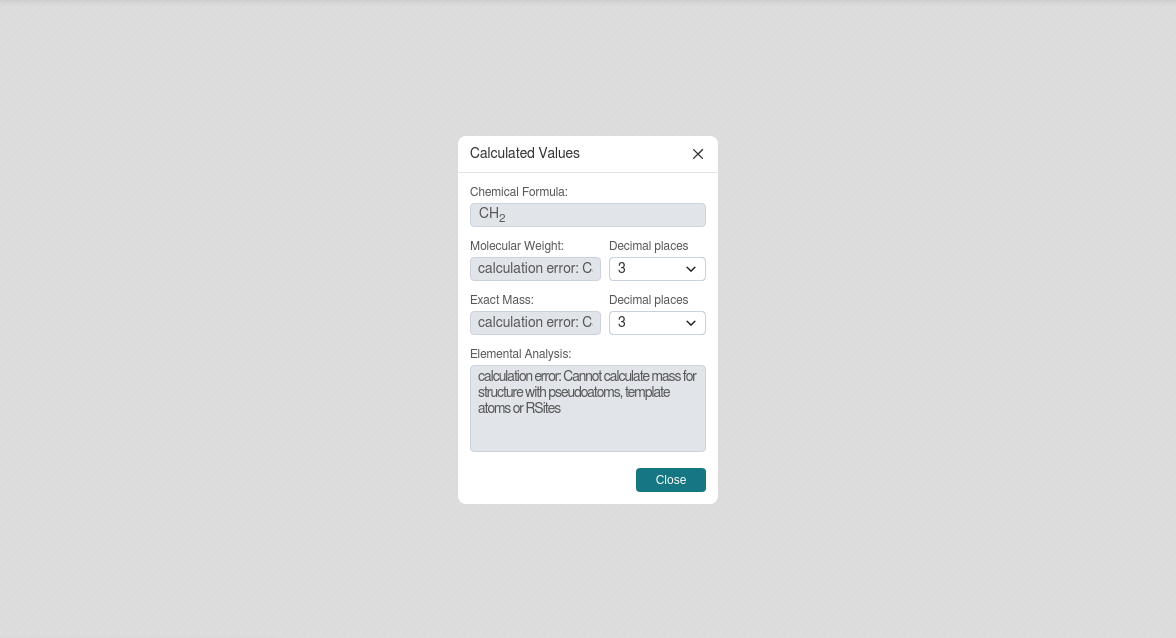 Calculated Values
Chemical Formula:
CH₂
Molecular Weight: Decimal places
calculation error: C 3
Exact Mass: Decimal places
calculation error: C 3
Elemental Analysis:
calculation error: Cannot calculate mass for
structure with pseudoatoms, template
atoms or RSites
Close